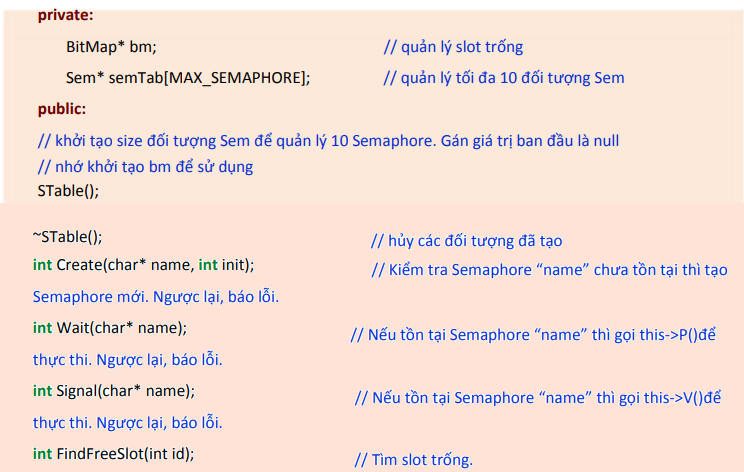 private:
BitMap* bm; // quản lý slot trống
Sem* semTab[MAX_SEMAPHORE]; // quản lý tối đa 10 đối tượng Sem
public:
// khởi tạo size đối tượng Sem để quản lý 10 Semaphore. Gán giá trị ban đầu là null
// nhớ khởi tạo bm để sử dụng
STable();
~STable(); // hủy các đối tượng đã tạo
int Create(char* name, int init); // Kiểm tra Semaphore “name” chưa tồn tại thì tạo
Semaphore mới. Ngược lại, báo lỗi.
int Wait(char* name); // Nếu tồn tại Semaphore “name” thì gọi this->P()để
thực thi. Ngược lại, báo lỗi.
int Signal(char* name); // Nếu tồn tại Semaphore “name” thì gọi this->V()để
thực thi. Ngược lại, báo lỗi.
int FindFreeSlot(int id); // Tìm slot trống.